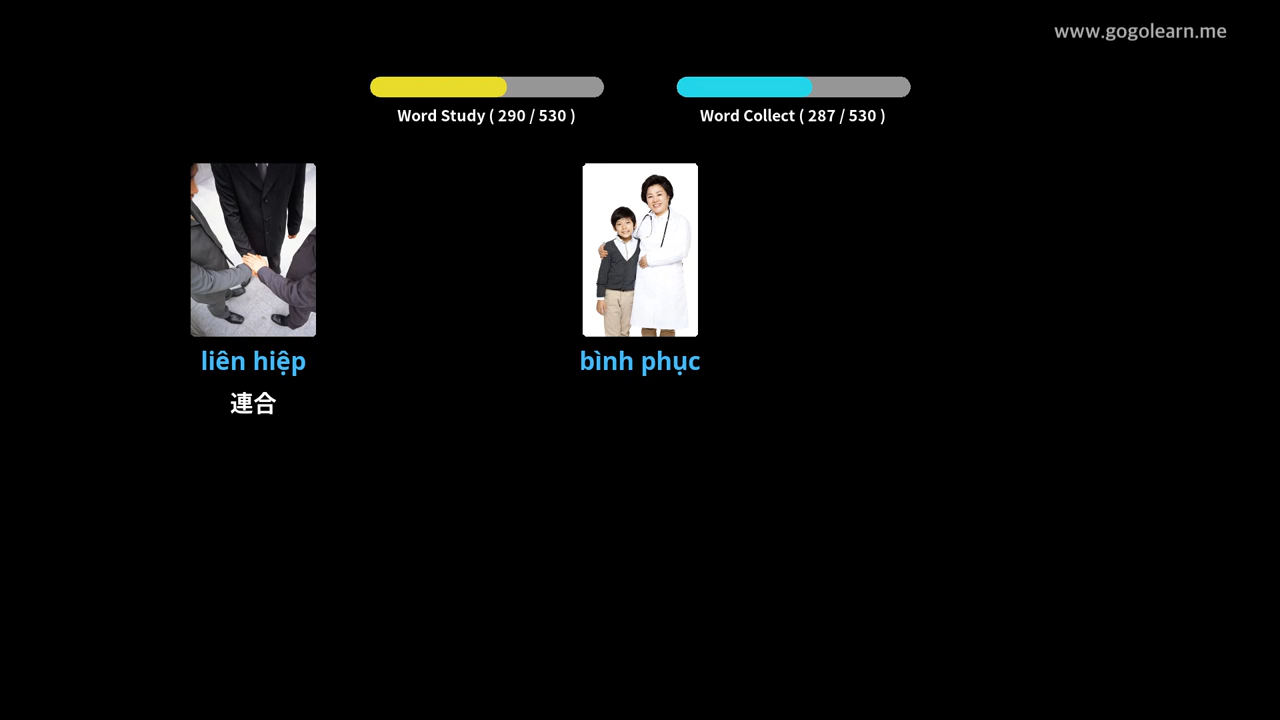 www.gogolearn.me
Word Study ( 290 / 530 )
Word Collect ( 287 / 530 )
liên hiệp
連合
bình phục